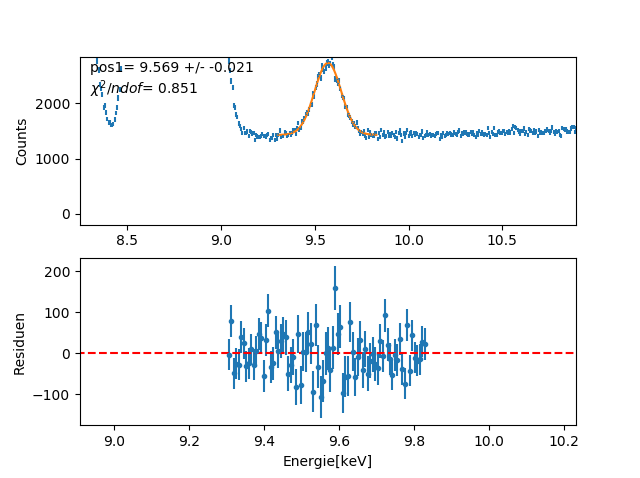 pos1= 9.569 +/- -0.021
χ²/ndof= 0.851
2000
1000
0
Counts
8.5 9.0 9.5 10.0 10.5
200
100
0
−100
Residuen
9.0 9.2 9.4 9.6 9.8 10.0 10.2
Energie[keV]